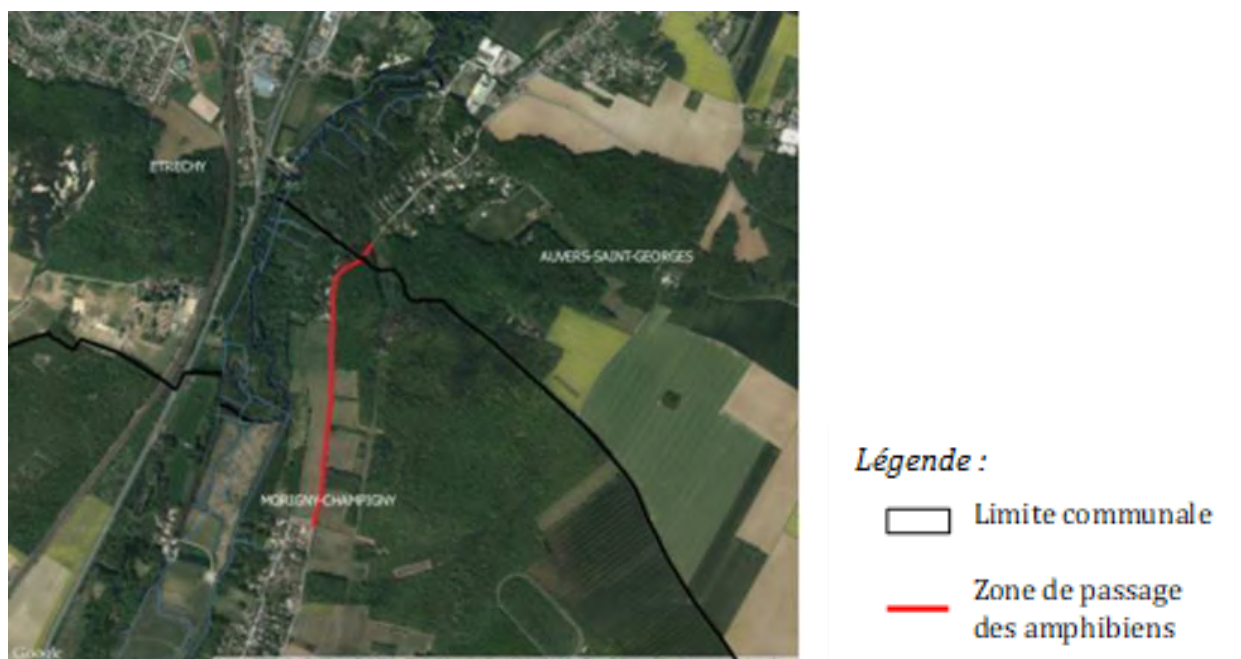 ETRECHY
AUVERS-SAINT-GEORGES
MORIGNY-CHAMPIGNY
Google
Légende :
Limite communale
Zone de passage
des amphibiens